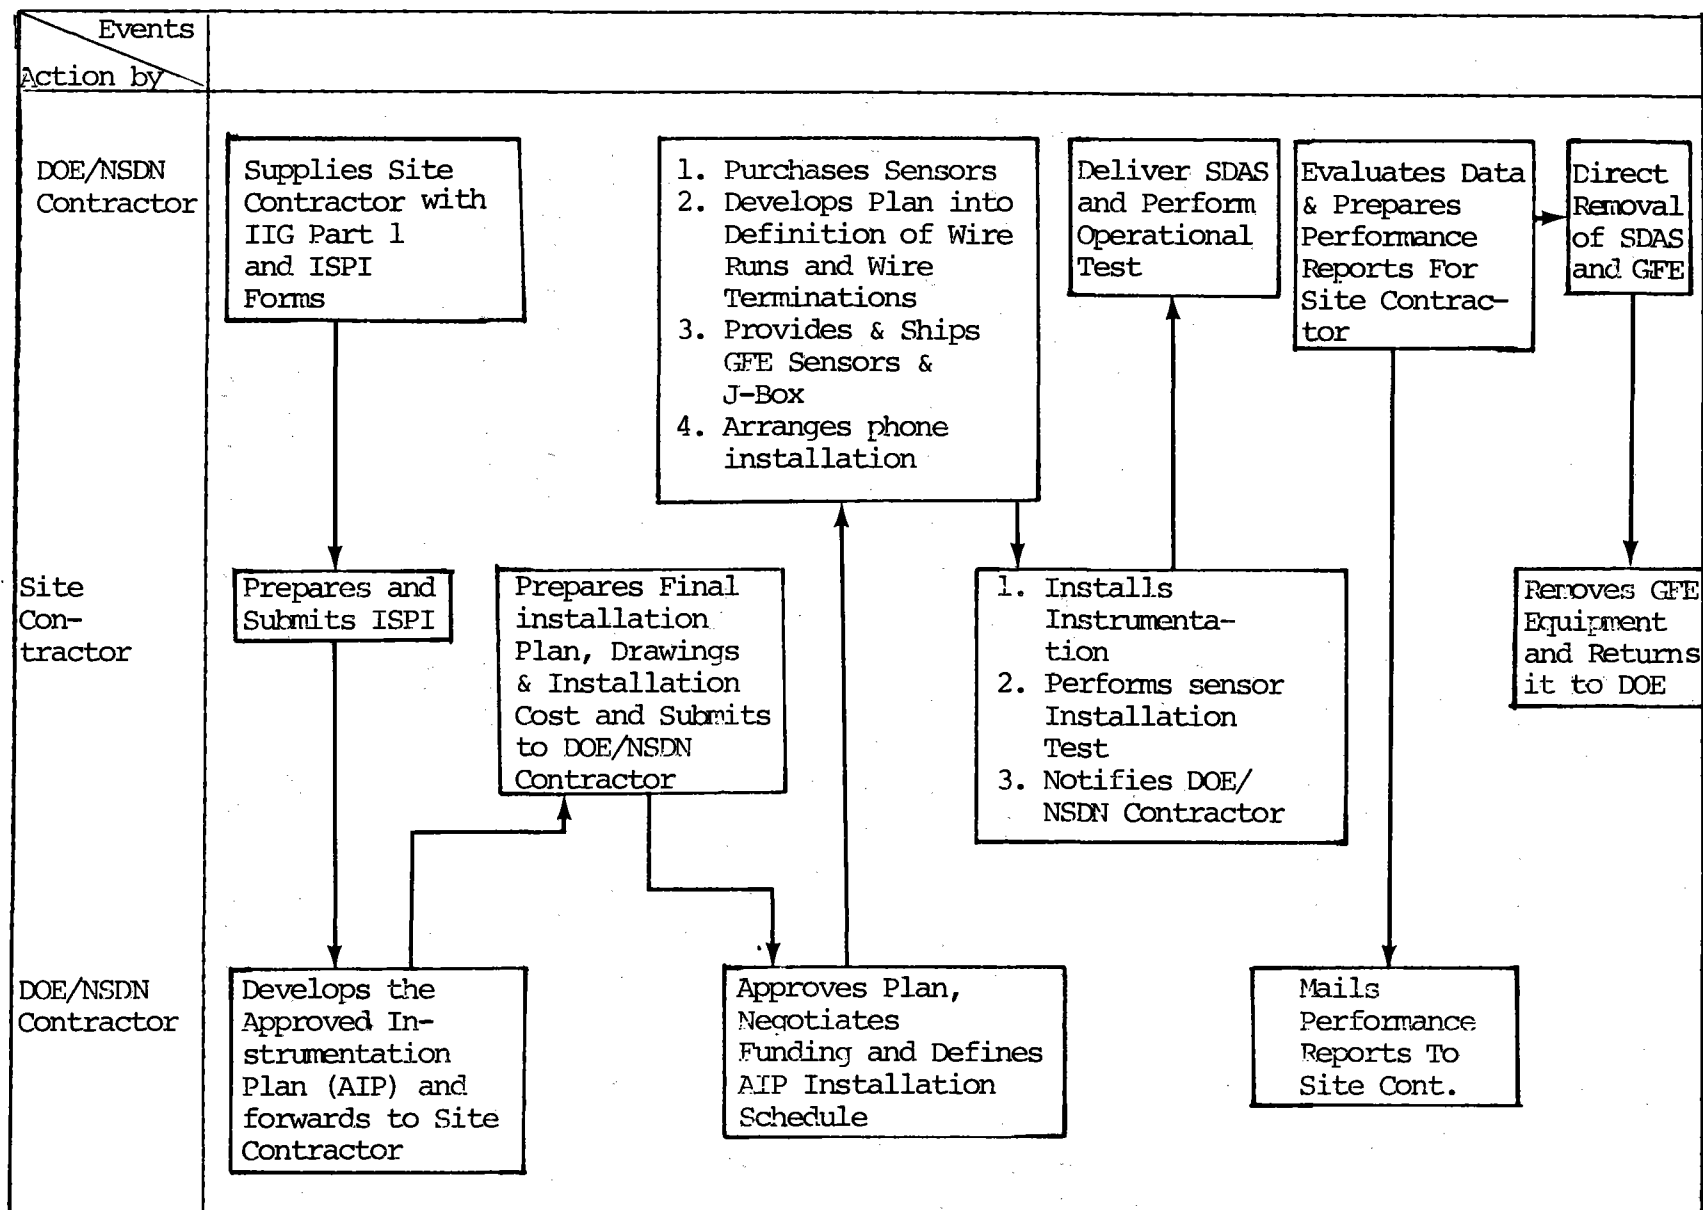 Events
Action by
DOE/NSDN
Contractor
Supplies Site
Contractor with
IIG Part 1
and ISPI
Forms
1. Purchases Sensors
2. Develops Plan into
Definition of Wire
Runs and Wire
Terminations
3. Provides & Ships
GFE Sensors &
J-Box
4. Arranges phone
installation
Deliver SDAS
and Perform
Operational
Test
Evaluates Data
& Prepares
Performance
Reports For
Site Contrac-
tor
Direct
Removal
of SDAS
and GFE
Site
Con-
tractor
Prepares and
Submits ISPI
Prepares Final
installation
Plan, Drawings
& Installation
Cost and Submits
to DOE/NSDN
Contractor
1. Installs
Instrumenta-
tion
2. Performs sensor
Installation
Test
3. Notifies DOE/
NSDN Contractor
Removes GFE
Equipment
and Returns
it to DOE
DOE/NSDN
Contractor
Develops the
Approved In-
strumentation
Plan (AIP) and
forwards to Site
Contractor
Approves Plan,
Negotiates
Funding and Defines
AIP Installation
Schedule
Mails
Performance
Reports To
Site Cont.